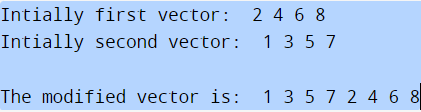 Intially first vector:  2 4 6 8
Intially second vector:  1 3 5 7
The modified vector is:  1 3 5 7 2 4 6 8